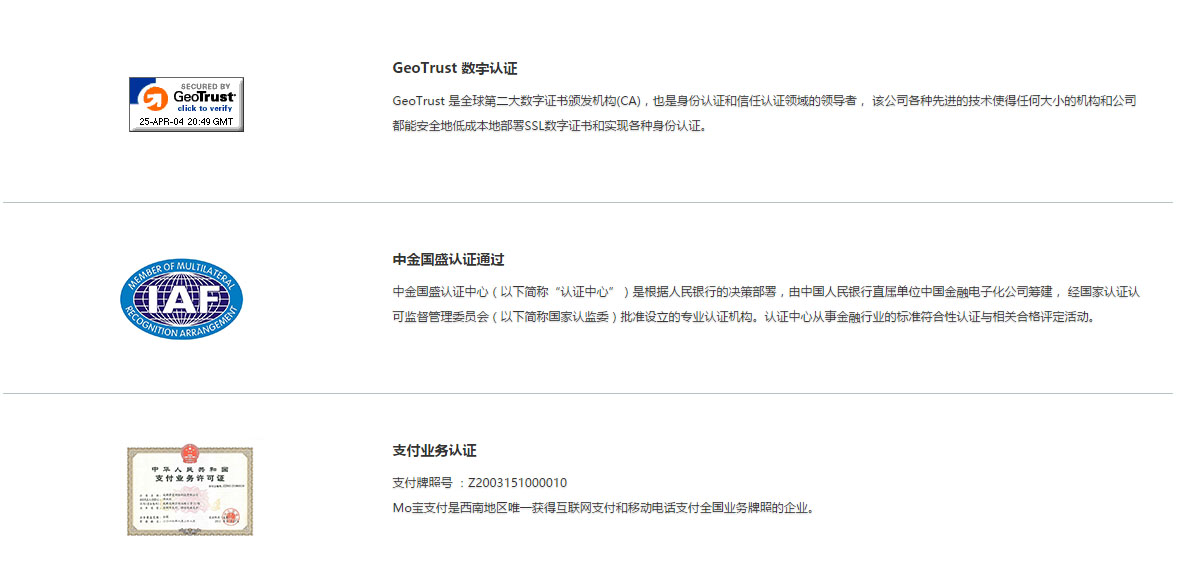 GeoTrust 数字认证
SECURED BY
GeoTrust
click to verify
25-APR-04 20:49 GMT
GeoTrust 是全球第二大数字证书颁发机构(CA)，也是身份认证和信任认证领域的领导者， 该公司各种先进的技术使得任何大小的机构和公司
都能安全地低成本地部署SSL数字证书和实现各种身份认证。
中金国盛认证通过
MEMBER OF MULTILATERAL
IAF
RECOGNITION ARRANGEMENT
中金国盛认证中心（以下简称“认证中心”）是根据人民银行的决策部署，由中国人民银行直属单位中国金融电子化公司筹建， 经国家认证认
可监督管理委员会（以下简称国家认监委）批准设立的专业认证机构。认证中心从事金融行业的标准符合性认证与相关合格评定活动。
支付业务认证
中华人民共和国
支付业务许可证
支付牌照号 ：Z2003151000010
Mo宝支付是西南地区唯一获得互联网支付和移动电话支付全国业务牌照的企业。